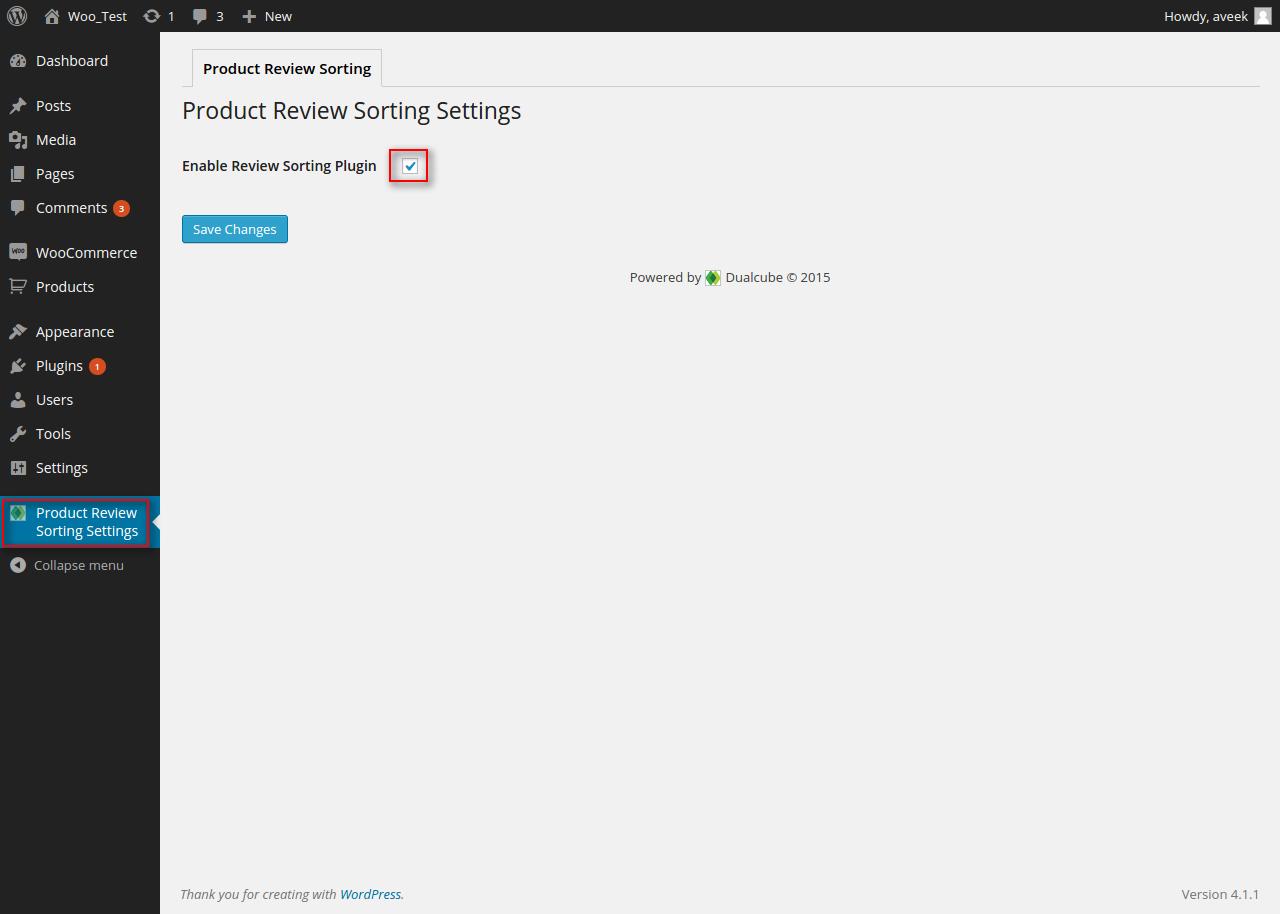 Woo_Test 1 3 New Howdy, aveek
Dashboard
Posts
Media
Pages
Comments 3
WooCommerce
Products
Appearance
Plugins 1
Users
Tools
Settings
Product Review
Sorting Settings
Collapse menu
Product Review Sorting
Product Review Sorting Settings
Enable Review Sorting Plugin
Save Changes
Powered by Dualcube © 2015
Thank you for creating with WordPress.
Version 4.1.1